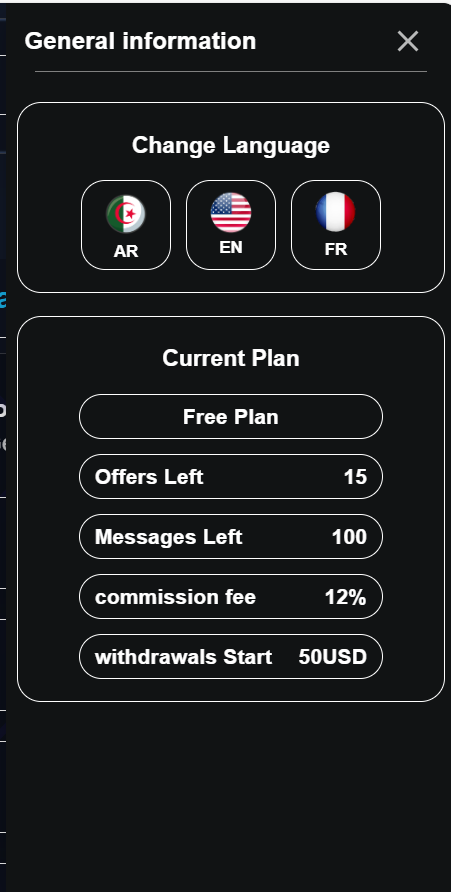 General information
Change Language
AR
EN
FR
Current Plan
Free Plan
Offers Left 15
Messages Left 100
commission fee 12%
withdrawals Start 50USD